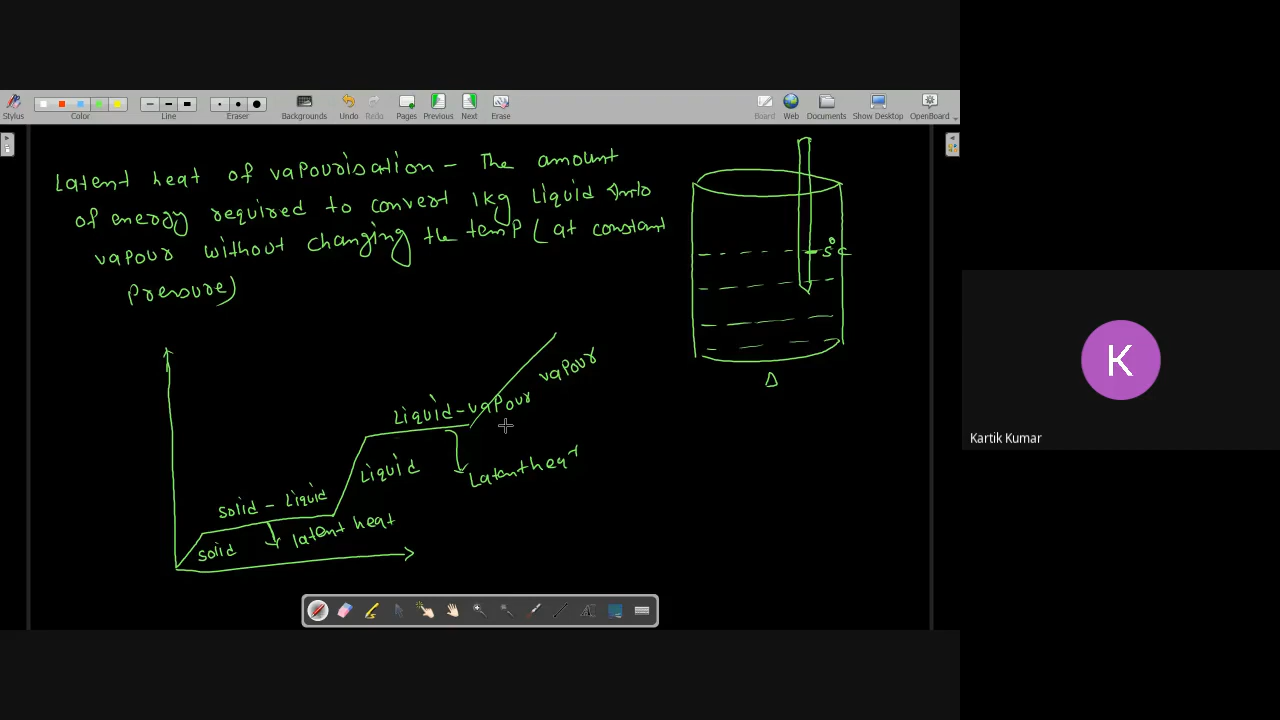 Stylus
Color
Line
Eraser
Backgrounds
Undo
Redo
Pages
Previous
Next
Erase
Board
Web
Documents
Show Desktop
OpenBoard
Latent heat of vapourisation - The amount
of energy required to convert 1kg liquid into
vapour without changing the temp (at constant
pressure)
5°C
Δ
vapour
Liquid-vapour
Liquid
Latent heat
solid - Liquid
latent heat
solid
K
Kartik Kumar